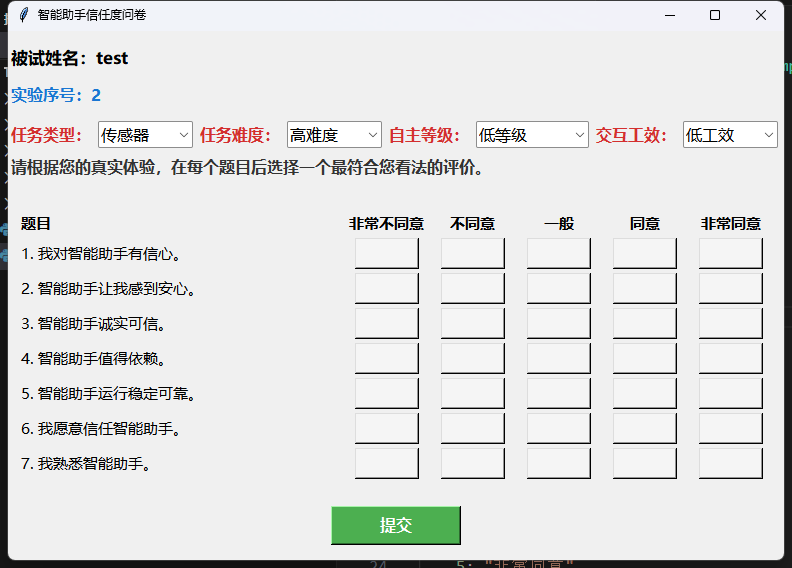 智能助手信任度问卷
被试姓名：test
实验序号：2
任务类型： 传感器 任务难度： 高难度 自主等级： 低等级 交互工效： 低工效
请根据您的真实体验，在每个题目后选择一个最符合您看法的评价。
题目 非常不同意 不同意 一般 同意 非常同意
1. 我对智能助手有信心。
2. 智能助手让我感到安心。
3. 智能助手诚实可信。
4. 智能助手值得依赖。
5. 智能助手运行稳定可靠。
6. 我愿意信任智能助手。
7. 我熟悉智能助手。
提交
24 5: "非常同意"